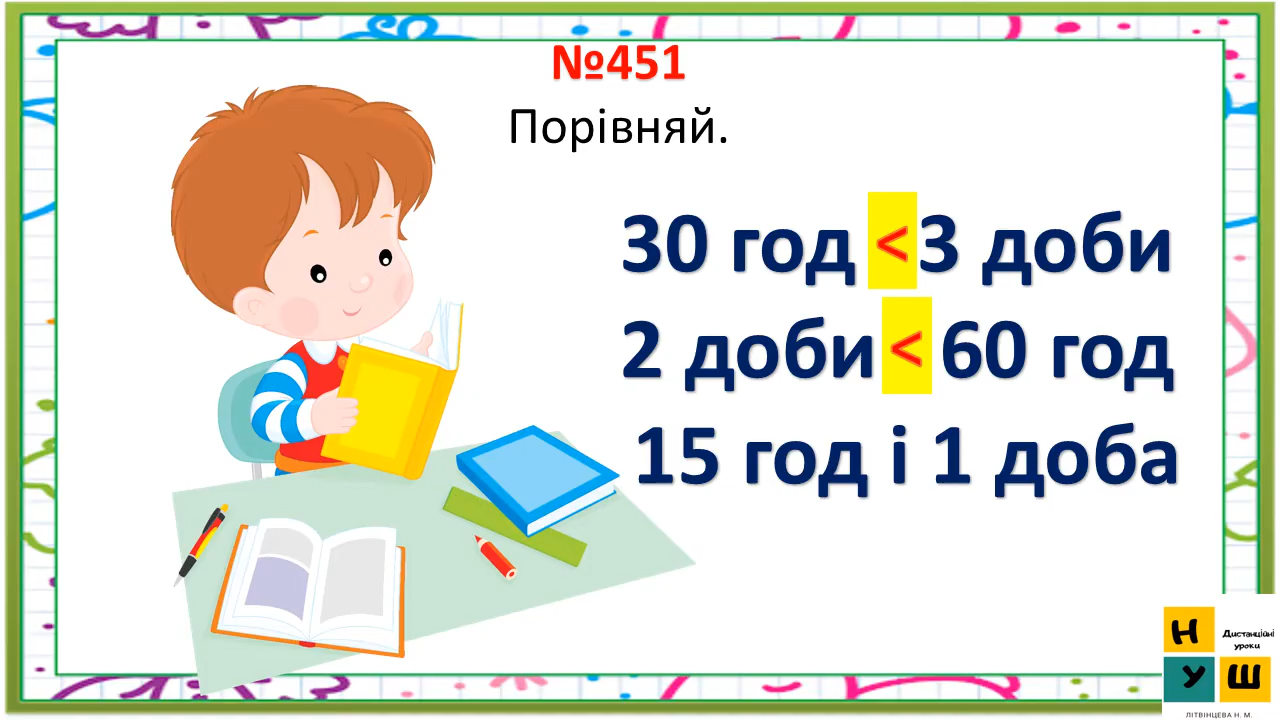 №451
Порівняй.
30 год < 3 доби
2 доби < 60 год
15 год і 1 доба
Н
Дистанційні
уроки
У Ш
ЛІТВІНЦЕВА Н. М.